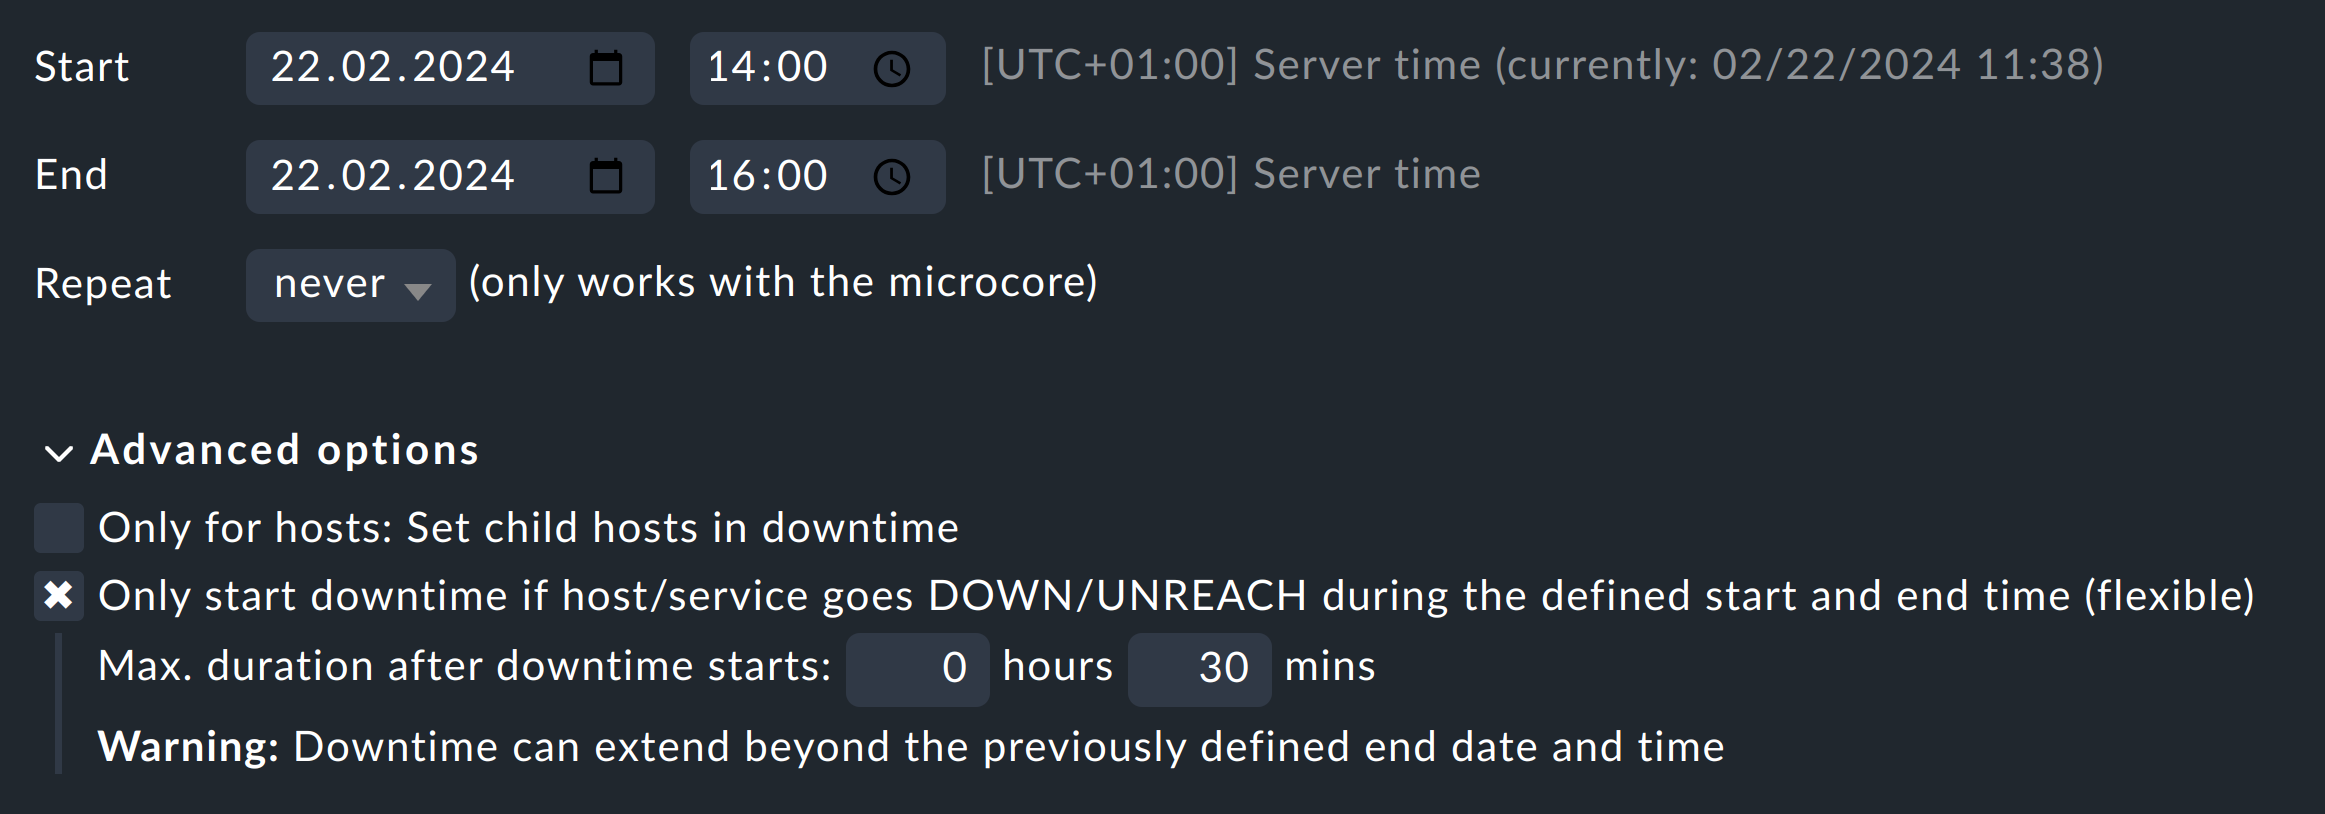 Start 22.02.2024 14:00 [UTC+01:00] Server time (currently: 02/22/2024 11:38)
End 22.02.2024 16:00 [UTC+01:00] Server time
Repeat never (only works with the microcore)
Advanced options
Only for hosts: Set child hosts in downtime
Only start downtime if host/service goes DOWN/UNREACH during the defined start and end time (flexible)
Max. duration after downtime starts: 0 hours 30 mins
Warning: Downtime can extend beyond the previously defined end date and time